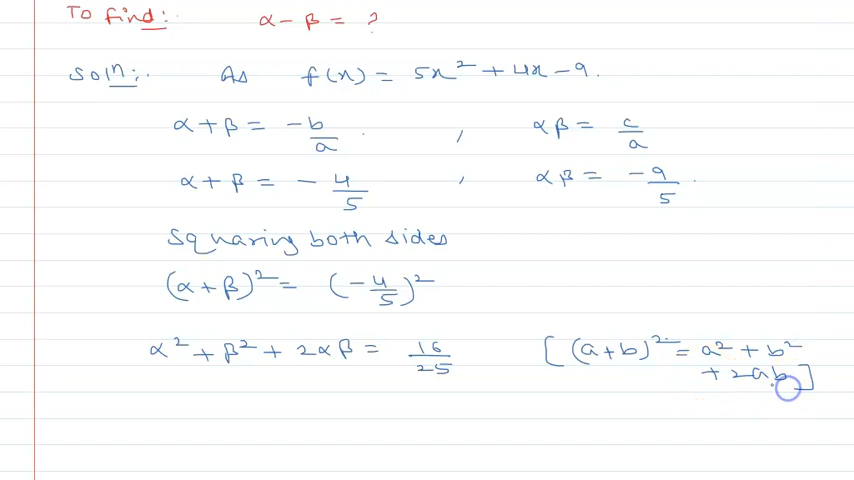 To find: α - β = ?
Soln: As f(x) = 5x² + 4x - 9.
α + β = -b/a , αβ = c/a
α + β = -4/5 , αβ = -9/5.
Squaring both sides
(α + β)² = (-4/5)²
α² + β² + 2αβ = 16/25 [(a+b)² = a² + b²
+ 2ab]